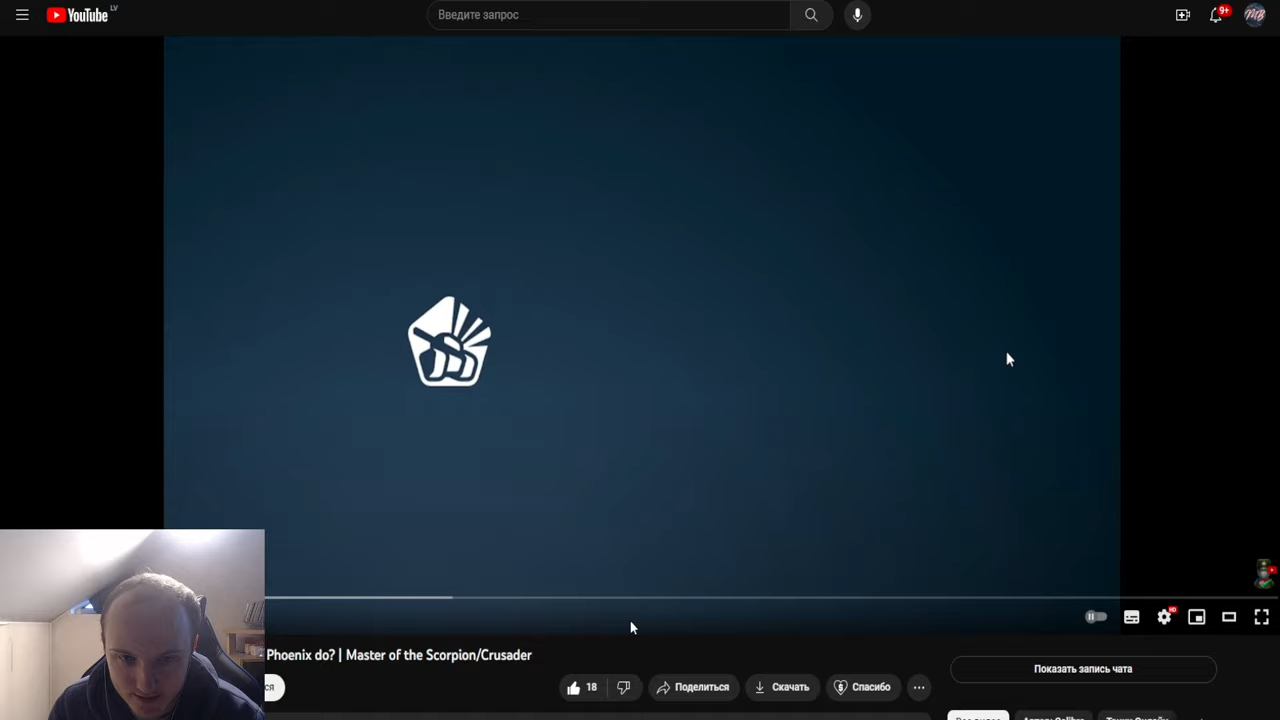 YouTube LV
Введите запрос
9+
Phoenix do? | Master of the Scorpion/Crusader
ся
18
Поделиться
Скачать
Спасибо
Показать запись чата